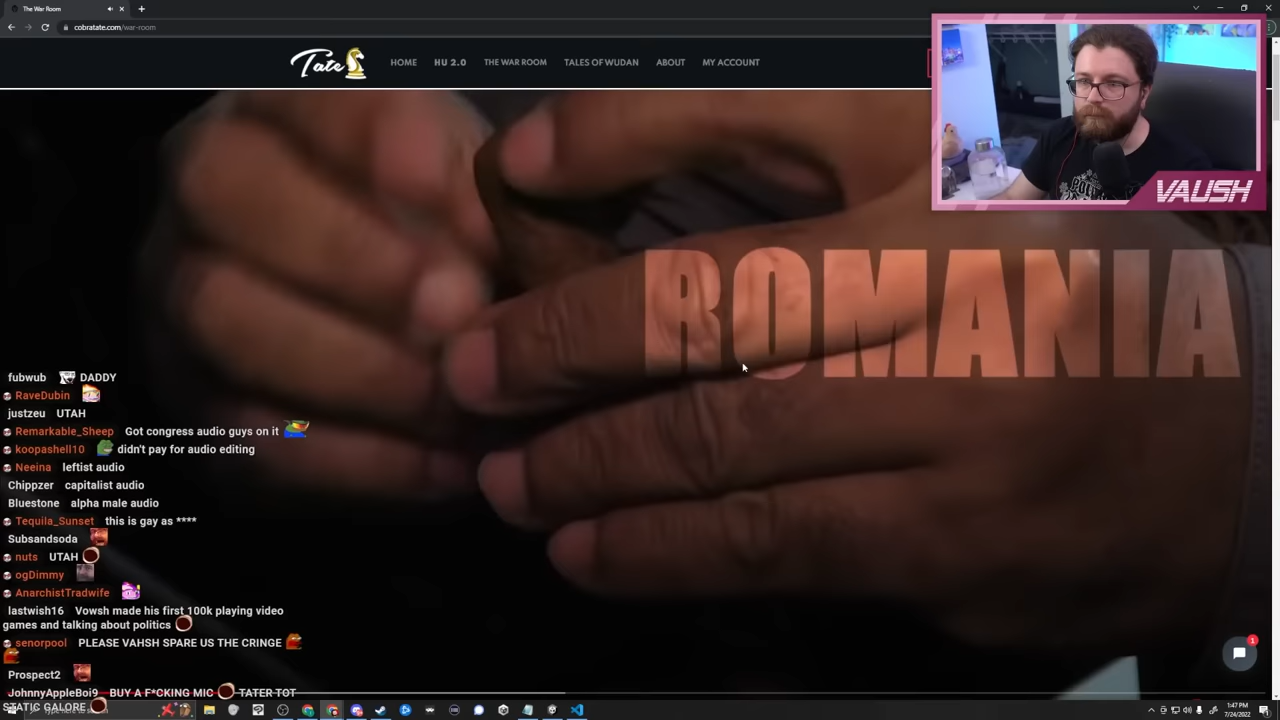 The War Room
cobratate.com/war-room
Tate
HOME
HU 2.0
THE WAR ROOM
TALES OF WUDAN
ABOUT
MY ACCOUNT
VAUSH
ROMANIA
fubwub DADDY
RaveDubin
justzeu UTAH
Remarkable_Sheep Got congress audio guys on it
koopashell10 didn't pay for audio editing
Neeina leftist audio
Chippzer capitalist audio
Bluestone alpha male audio
Tequila_Sunset this is gay as ****
Subsandsoda
nuts UTAH
ogDimmy
AnarchistTradwife
lastwish16 Vowsh made his first 100k playing video
games and talking about politics
senorpool PLEASE VAHSH SPARE US THE CRINGE
Prospect2
JohnnyAppleBoi9 BUY A F*CKING MIC TATER TOT
STATIC GALORE
1
1:47 PM
7/24/2022